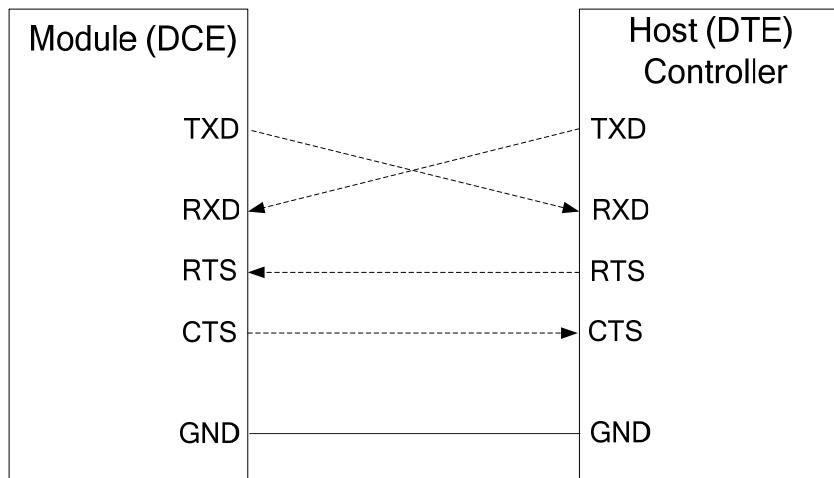 Module (DCE)
TXD
RXD
RTS
CTS
GND
Host (DTE)
Controller
TXD
RXD
RTS
CTS
GND